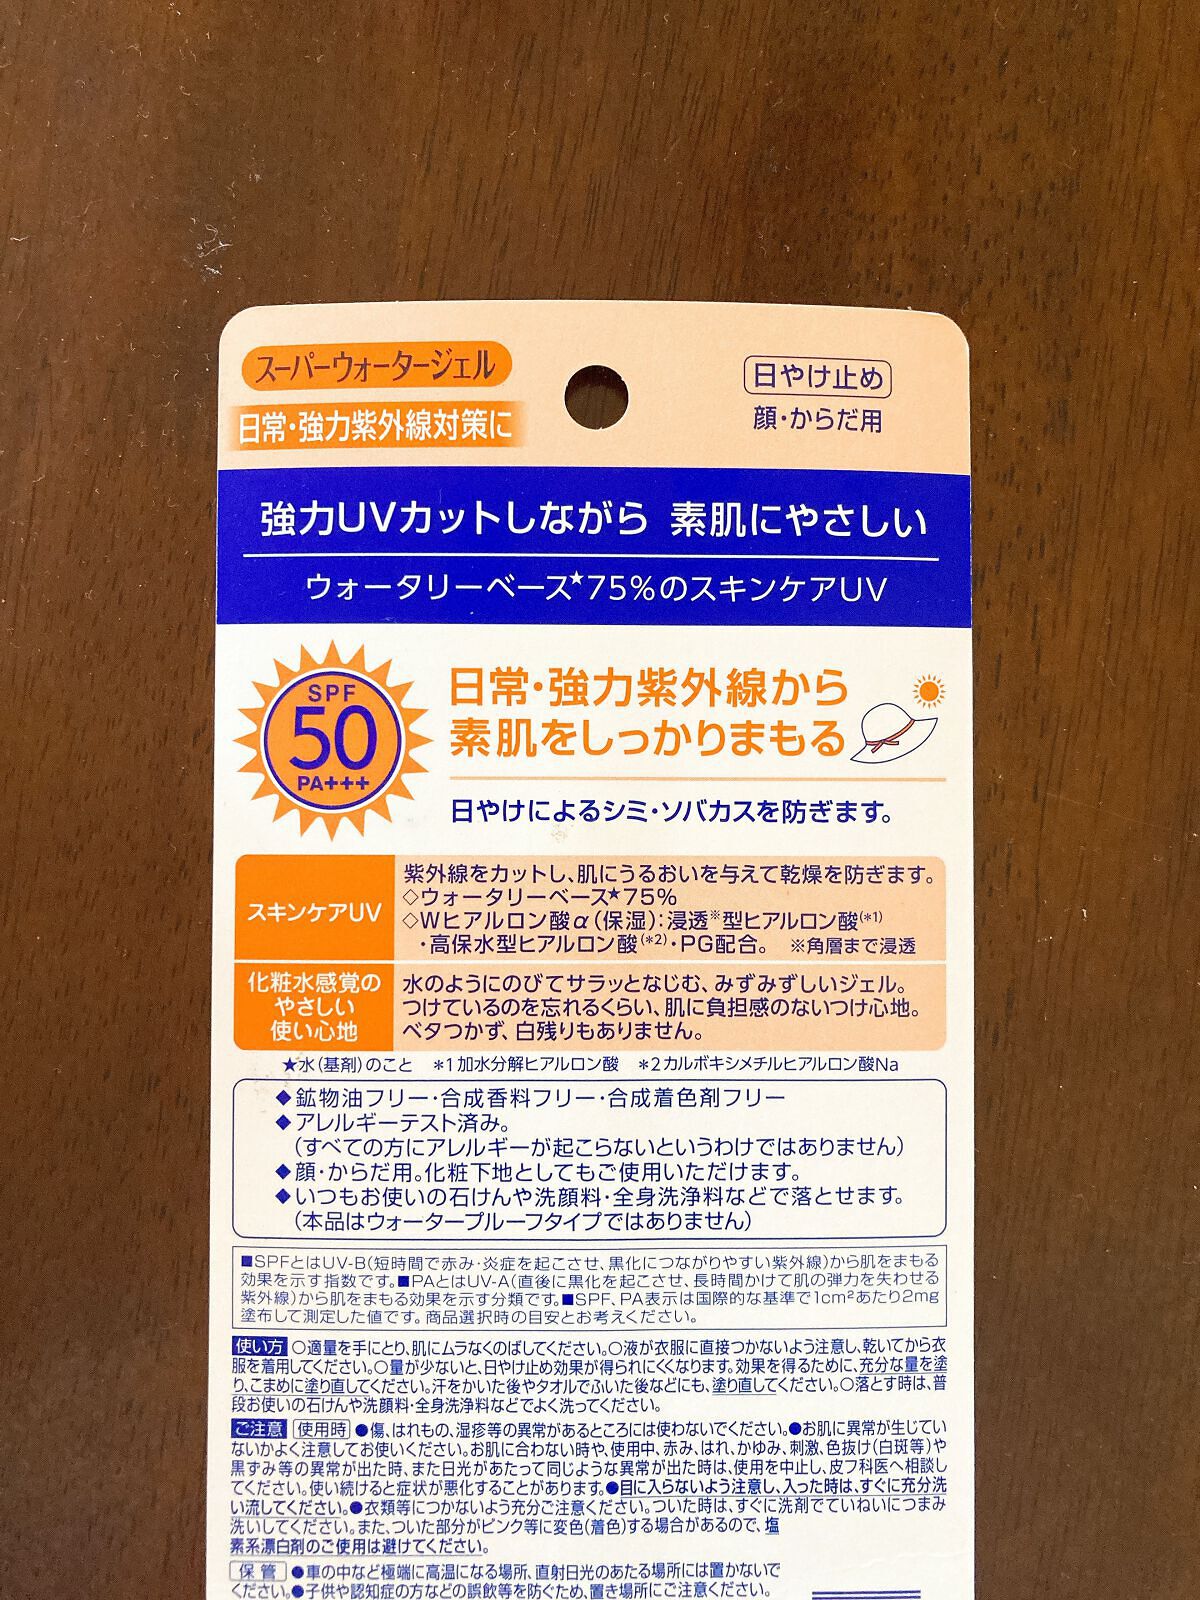 スーパーウォータージェル
日常・強力紫外線対策に
日やけ止め
顔・からだ用
強力UVカットしながら 素肌にやさしい
ウォータリーベース★75%のスキンケアUV
SPF
50
PA+++
日常・強力紫外線から
素肌をしっかりまもる
日やけによるシミ・ソバカスを防ぎます。
スキンケアUV
紫外線をカットし、肌にうるおいを与えて乾燥を防ぎます。
◇ウォータリーベース★75%
◇Wヒアルロン酸α(保湿):浸透※型ヒアルロン酸(*1)
・高保水型ヒアルロン酸(*2)・PG配合。 ※角層まで浸透
化粧水感覚の
やさしい
使い心地
水のようにのびてサラッとなじむ、みずみずしいジェル。
つけているのを忘れるくらい、肌に負担感のないつけ心地。
ベタつかず、白残りもありません。
★水(基剤)のこと *1加水分解ヒアルロン酸 *2カルボキシメチルヒアルロン酸Na
◆鉱物油フリー・合成香料フリー・合成着色剤フリー
◆アレルギーテスト済み。
(すべての方にアレルギーが起こらないというわけではありません)
◆顔・からだ用。化粧下地としてもご使用いただけます。
◆いつもお使いの石けんや洗顔料・全身洗浄料などで落とせます。
(本品はウォータープルーフタイプではありません)
■SPFとはUV-B(短時間で赤み・炎症を起こさせ、黒化につながりやすい紫外線)から肌をまもる
効果を示す指数です。■PAとはUV-A(直後に黒化を起こさせ、長時間かけて肌の弾力を失わせる
紫外線)から肌をまもる効果を示す分類です。■SPF、PA表示は国際的な基準で1cm²あたり2mg
塗布して測定した値です。商品選択時の目安とお考えください。
使い方 ○適量を手にとり、肌にムラなくのばしてください。○液が衣服に直接つかないよう注意し、乾いてから衣
服を着用してください。○量が少ないと、日やけ止め効果が得られにくくなります。効果を得るために、充分な量を塗
り、こまめに塗り直してください。汗をかいた後やタオルでふいた後などにも、塗り直してください。○落とす時は、普
段お使いの石けんや洗顔料・全身洗浄料などでよく洗ってください。
ご注意 使用時 ●傷、はれもの、湿疹等の異常があるところには使わないでください。●お肌に異常が生じてい
ないかよく注意してお使いください。お肌に合わない時や、使用中、赤み、はれ、かゆみ、刺激、色抜け(白斑等)や
黒ずみ等の異常が出た時、また日光があたって同じような異常が出た時は、使用を中止し、皮フ科医へ相談し
てください。使い続けると症状が悪化することがあります。●目に入らないよう注意し、入った時は、すぐに充分洗
い流してください。●衣類等につかないよう充分ご注意ください。ついた時は、すぐに洗剤でていねいにつまみ
洗いしてください。また、ついた部分がピンク等に変色(着色)する場合があるので、塩
素系漂白剤のご使用は避けてください。
保管 ●車の中など極端に高温になる場所、直射日光のあたる場所には置かないで
ください。●子供や認知症の方などの誤飲等を防ぐため、置き場所にご注意ください。